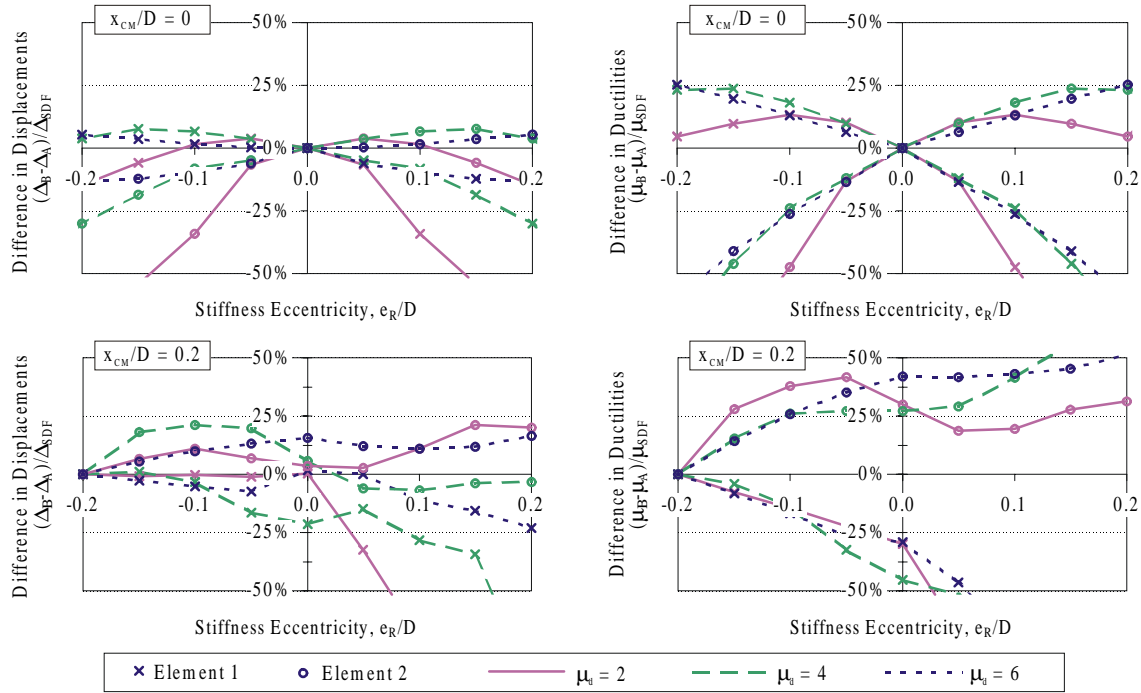 x_CM/D = 0
50%
25%
0%
-25%
-50%
-0.2
-0.1
0.0
0.1
0.2
Difference in Displacements
(Δ_B-Δ_A)/Δ_SDF
Stiffness Eccentricity, e_R/D
x_CM/D = 0
50%
25%
0%
-25%
-50%
-0.2
-0.1
0.0
0.1
0.2
Difference in Ductilities
(μ_B-μ_A)/μ_SDF
Stiffness Eccentricity, e_R/D
x_CM/D = 0.2
50%
25%
0%
-25%
-50%
-0.2
-0.1
0.0
0.1
0.2
Difference in Displacements
(Δ_B-Δ_A)/Δ_SDF
Stiffness Eccentricity, e_R/D
x_CM/D = 0.2
50%
25%
0%
-25%
-50%
-0.2
-0.1
0.0
0.1
0.2
Difference in Ductilities
(μ_B-μ_A)/μ_SDF
Stiffness Eccentricity, e_R/D
Element 1
Element 2
μ_d = 2
μ_d = 4
μ_d = 6